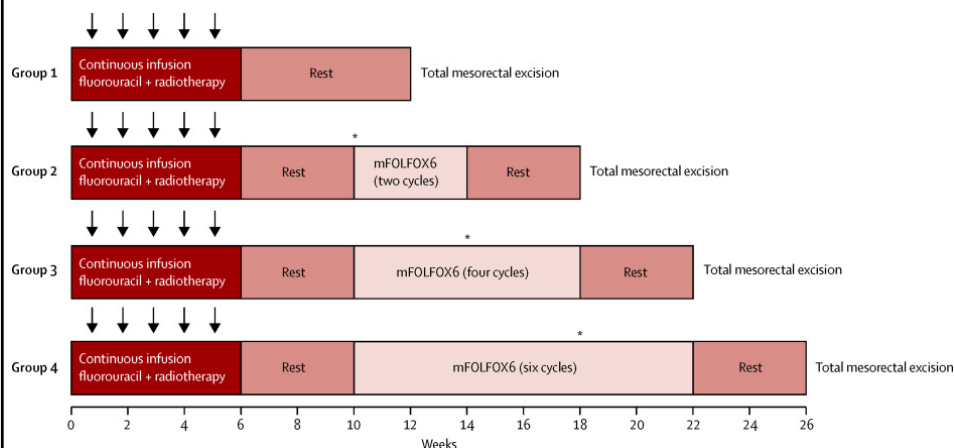 Group 1
Continuous infusion
fluorouracil + radiotherapy
Rest
Total mesorectal excision
*
Group 2
Continuous infusion
fluorouracil + radiotherapy
Rest
mFOLFOX6
(two cycles)
Rest
Total mesorectal excision
*
Group 3
Continuous infusion
fluorouracil + radiotherapy
Rest
mFOLFOX6 (four cycles)
Rest
Total mesorectal excision
*
Group 4
Continuous infusion
fluorouracil + radiotherapy
Rest
mFOLFOX6 (six cycles)
Rest
Total mesorectal excision
0 2 4 6 8 10 12 14 16 18 20 22 24 26
Weeks